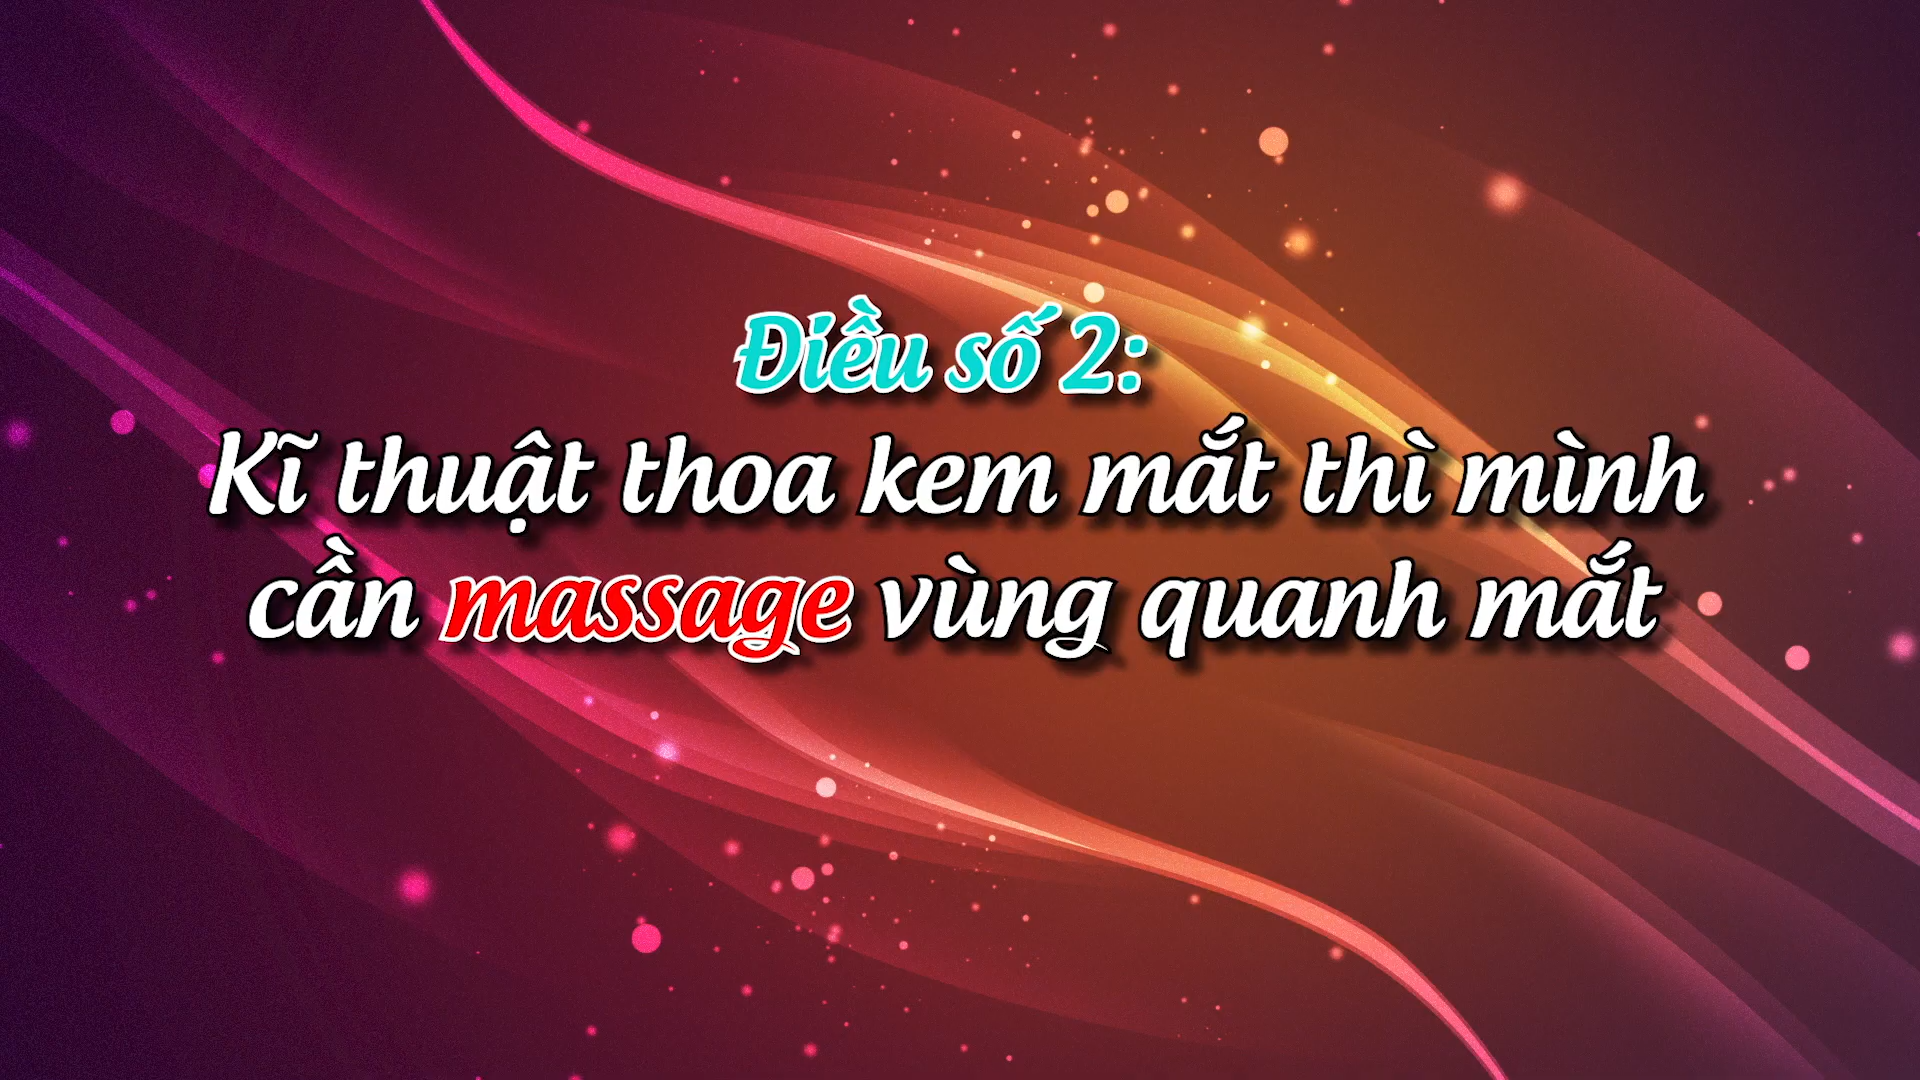 Điều số 2:
Kĩ thuật thoa kem mắt thì mình
cần massage vùng quanh mắt